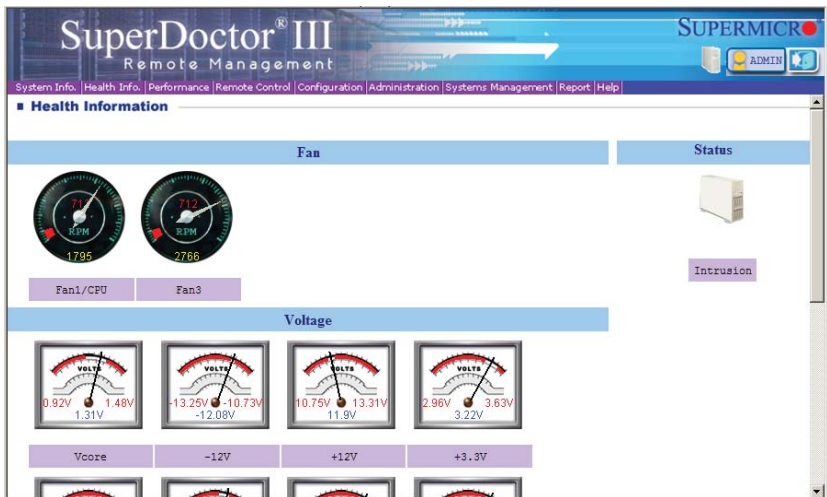 SuperDoctor® III
Remote Management
SUPERMICR
ADMIN
System Info. Health Info. Performance Remote Control Configuration Administration Systems Management Report Help
Health Information
Fan
Status
712
RPM
1795
712
RPM
2766
Fan1/CPU
Fan3
Intrusion
Voltage
VOLTS
0.92V 1.48V
1.31V
VOLTS
-13.25V -10.73V
-12.08V
VOLTS
10.75V 13.31V
11.9V
VOLTS
2.96V 3.63V
3.22V
Vcore
-12V
+12V
+3.3V